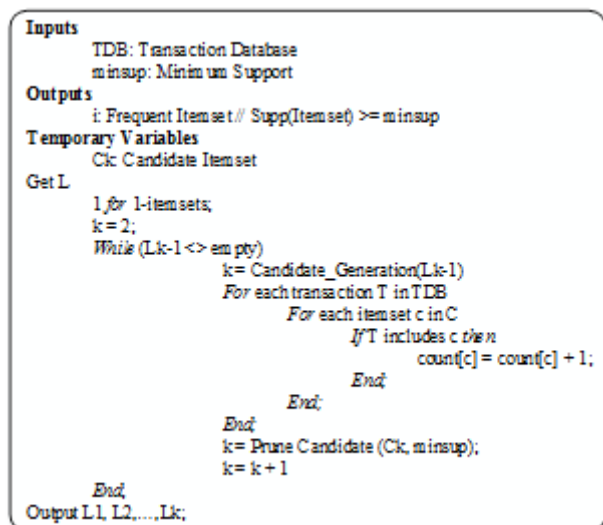 Inputs
TDB: Transaction Database
minsup: Minimum Support
Outputs
i: Frequent Itemset // Supp(Itemset) >= minsup
Temporary Variables
Ck: Candidate Itemset
Get L
1 for 1-itemsets;
k = 2;
While (Lk-1 <> empty)
k= Candidate_Generation(Lk-1)
For each transaction T in TDB
For each itemset c in C
If T includes c then
count[c] = count[c] + 1;
End;
End;
End;
k= Prune Candidate (Ck, minsup);
k= k + 1
End;
Output L1, L2,...,Lk;